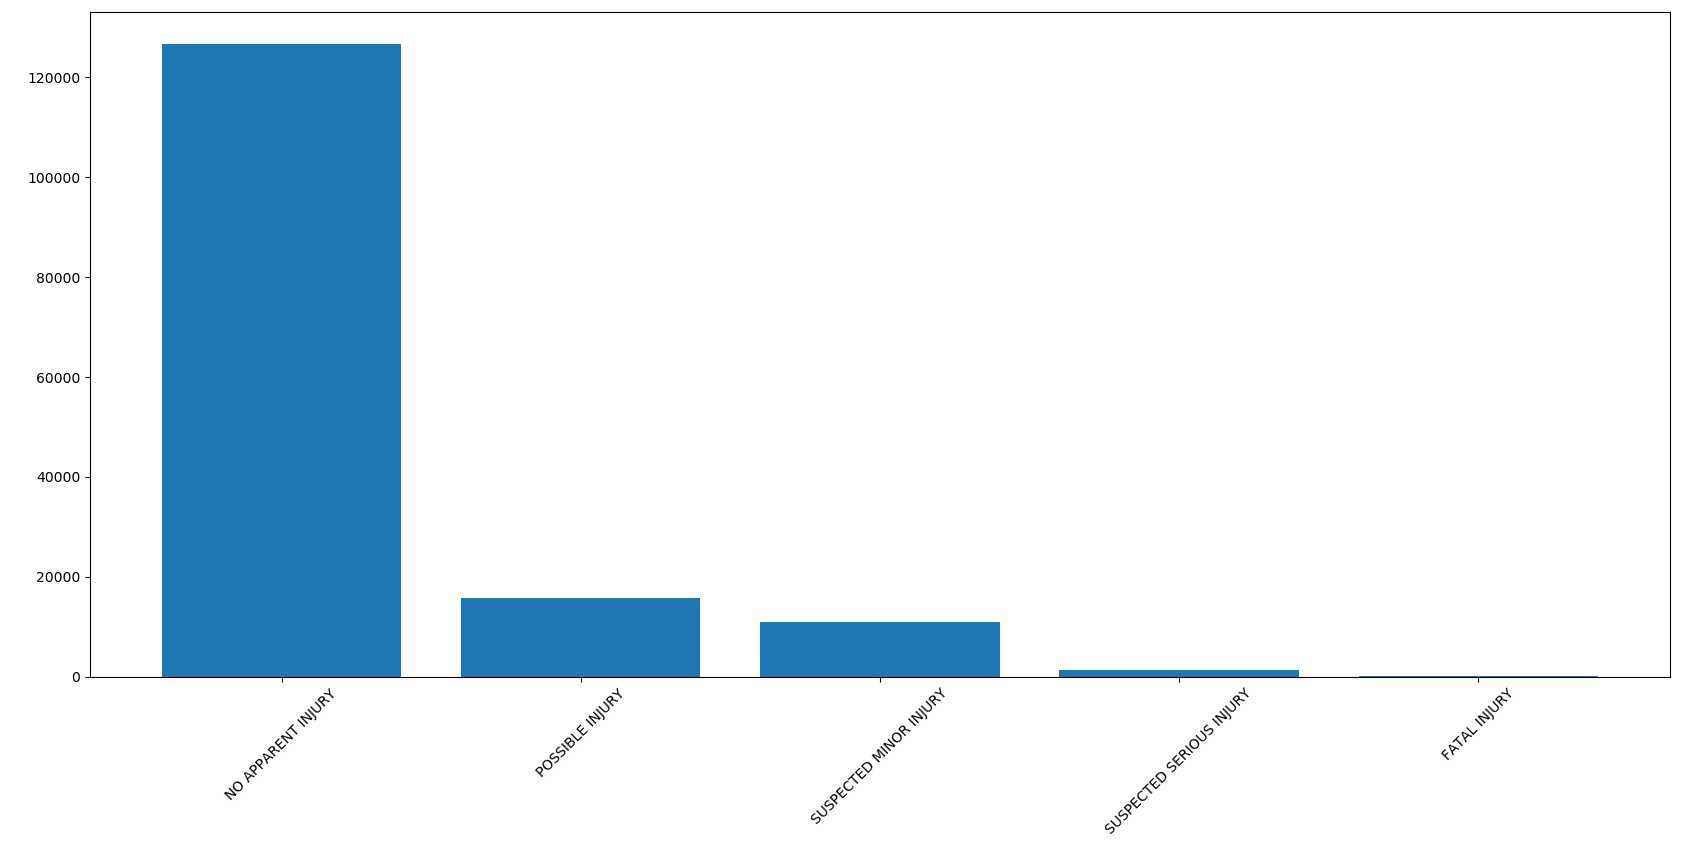 120000
100000
80000
60000
40000
20000
0
NO APPARENT INJURY
POSSIBLE INJURY
SUSPECTED MINOR INJURY
SUSPECTED SERIOUS INJURY
FATAL INJURY